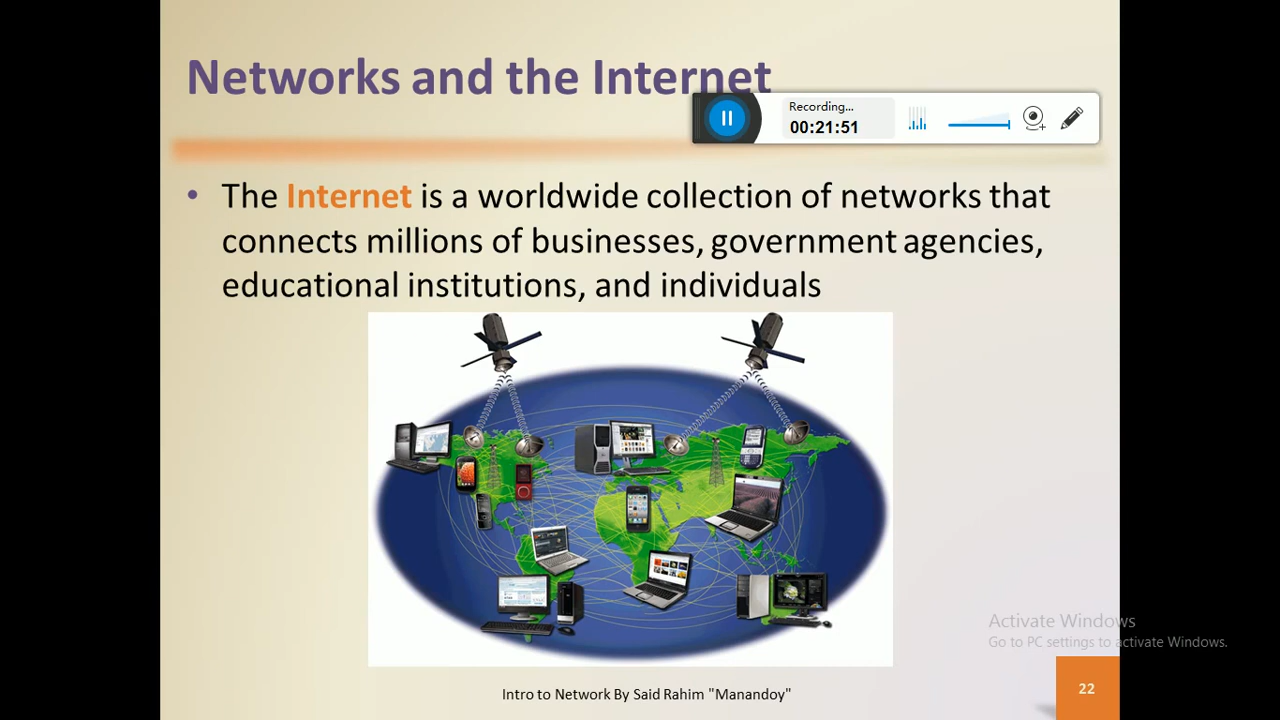 Networks and the Internet
Recording...
00:21:51
• The Internet is a worldwide collection of networks that
connects millions of businesses, government agencies,
educational institutions, and individuals
Activate Windows
Go to PC settings to activate Windows.
Intro to Network By Said Rahim "Manandoy"
22